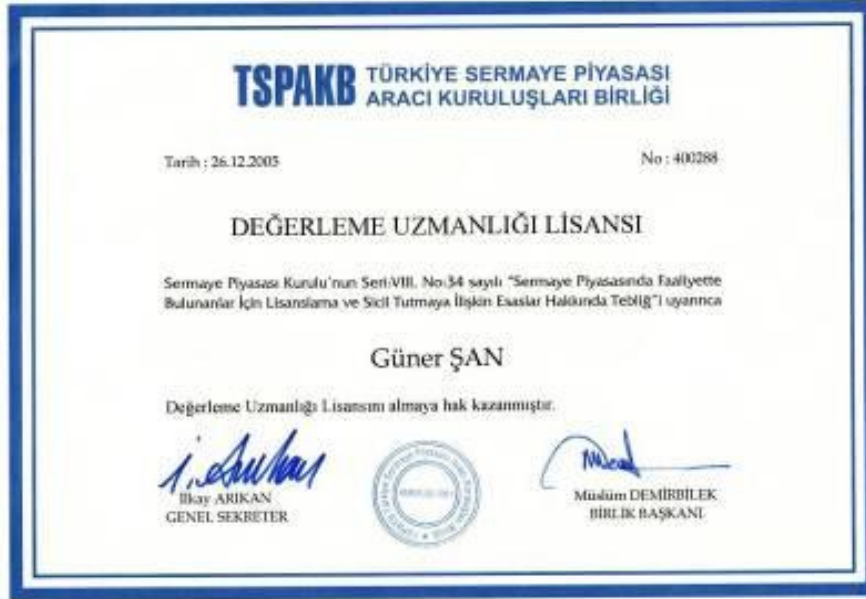 TSPAKB TÜRKİYE SERMAYE PİYASASI
ARACI KURULUŞLARI BİRLİĞİ
Tarih : 26.12.2005
No : 400288
DEĞERLEME UZMANLIĞI LİSANSI
Sermaye Piyasası Kurulu'nun Seri:VIII, No:34 sayılı "Sermaye Piyasasında Faaliyette
Bulunanlar İçin Lisanslama ve Sicil Tutmaya İlişkin Esaslar Hakkında Tebliğ"i uyarınca
Güner ŞAN
Değerleme Uzmanlığı Lisansını almaya hak kazanmıştır.
İlkay ARIKAN
GENEL SEKRETER
Müslüm DEMİRBİLEK
BİRLİK BAŞKANI